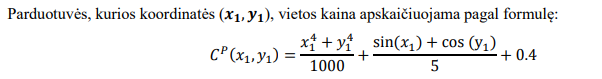 Parduotuvės, kurios koordinatės (𝒙𝟏, 𝒚𝟏), vietos kaina apskaičiuojama pagal formulę:
C^P(x₁, y₁) = (x₁⁴ + y₁⁴)/1000 + (sin(x₁) + cos (y₁))/5 + 0.4